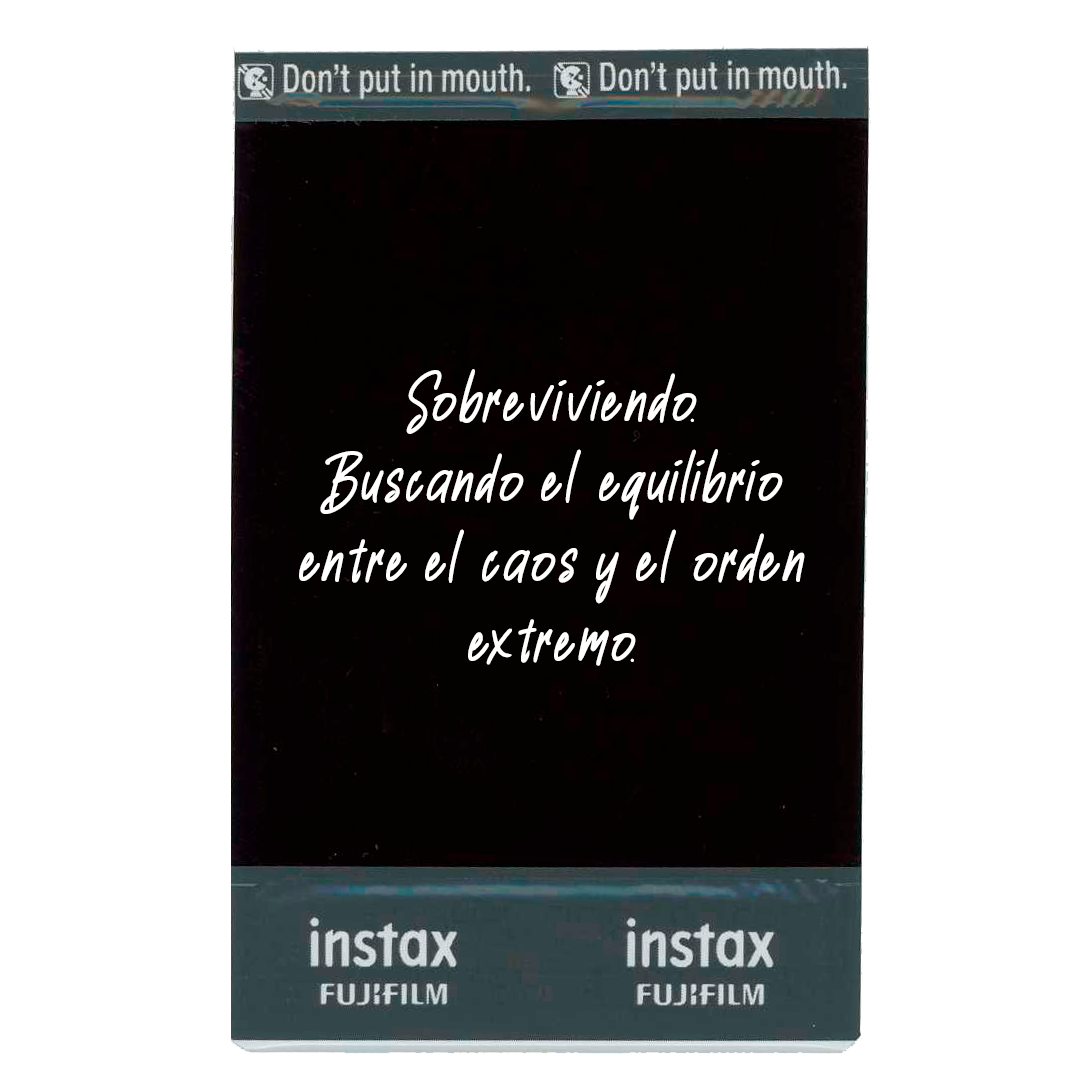 Don't put in mouth. Don't put in mouth.
Sobreviviendo.
Buscando el equilibrio
entre el caos y el orden
extremo.
instax instax
FUJIFILM FUJIFILM